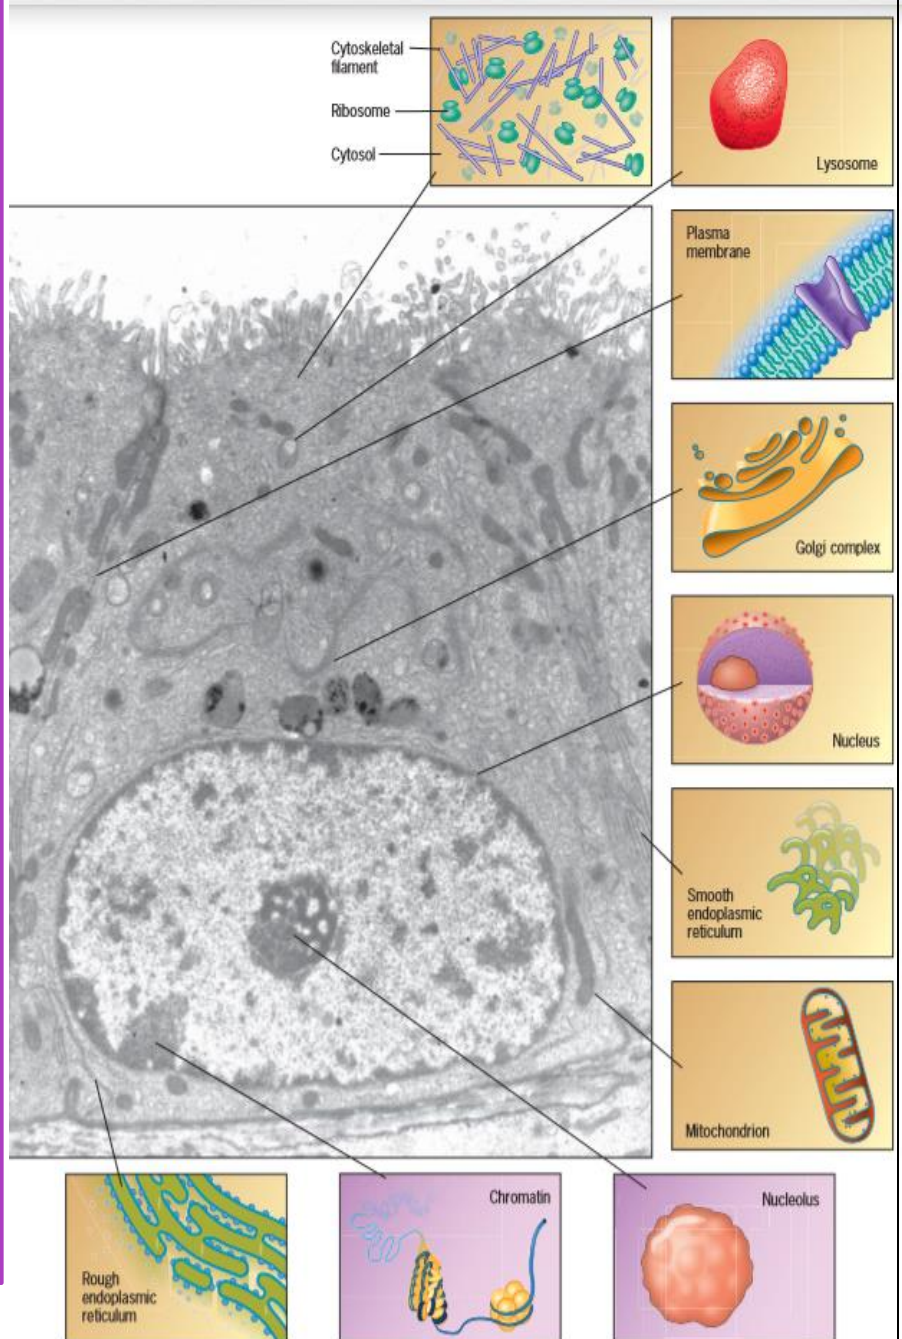 Cytoskeletal
filament
Ribosome
Cytosol
Lysosome
Plasma
membrane
Golgi complex
Nucleus
Smooth
endoplasmic
reticulum
Mitochondrion
Rough
endoplasmic
reticulum
Chromatin
Nucleolus